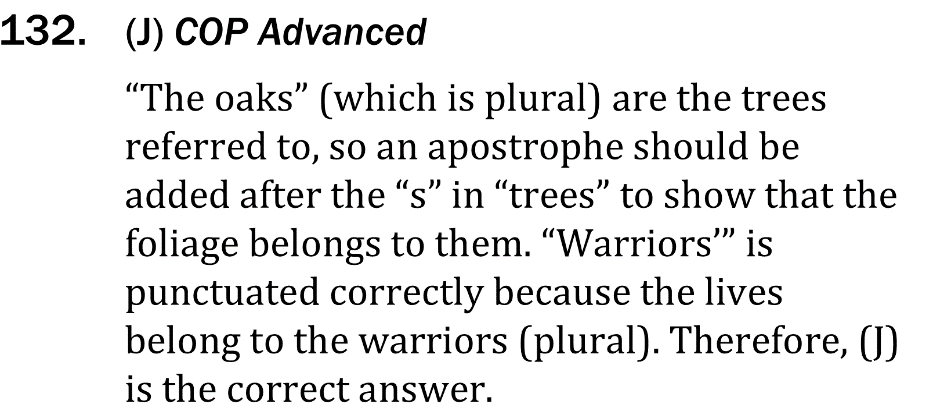 132. (J) COP Advanced
“The oaks” (which is plural) are the trees
referred to, so an apostrophe should be
added after the “s” in “trees” to show that the
foliage belongs to them. “Warriors’” is
punctuated correctly because the lives
belong to the warriors (plural). Therefore, (J)
is the correct answer.